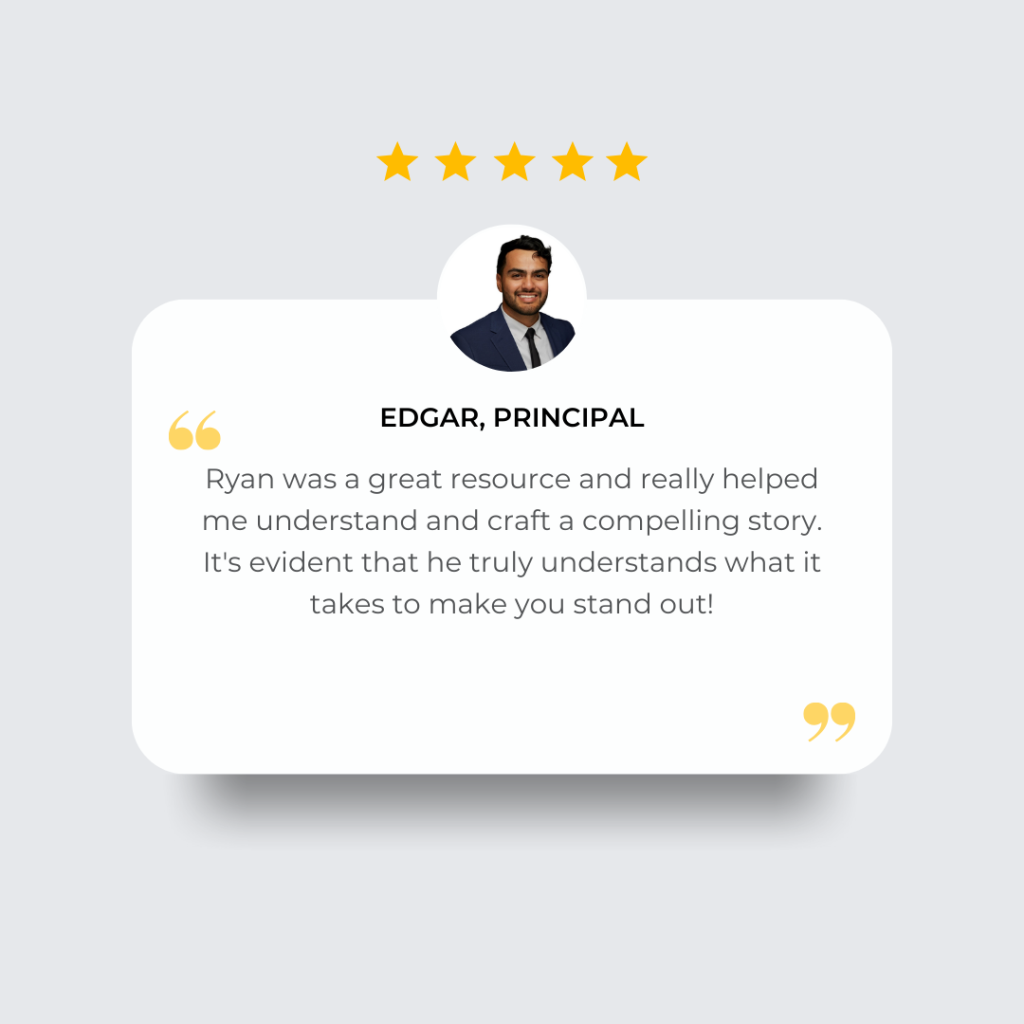 EDGAR, PRINCIPAL
“
Ryan was a great resource and really helped
me understand and craft a compelling story.
It's evident that he truly understands what it
takes to make you stand out!
”